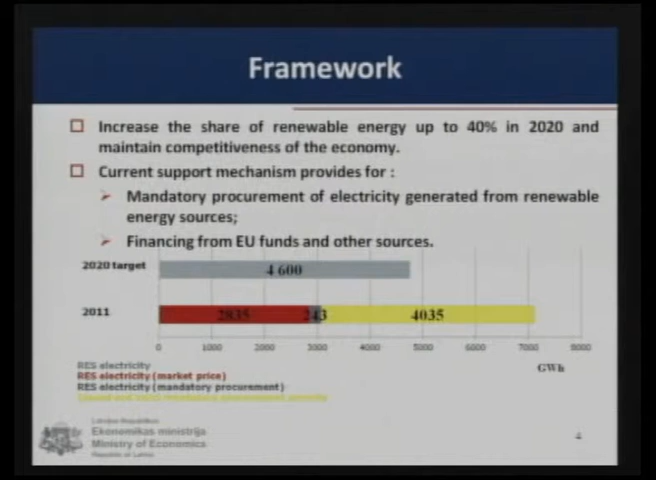 Framework
Increase the share of renewable energy up to 40% in 2020 and
maintain competitiveness of the economy.
Current support mechanism provides for :
Mandatory procurement of electricity generated from renewable
energy sources;
Financing from EU funds and other sources.
2020 target
4 600
2011
2835 243 4035
0 1000 2000 3000 4000 5000 6000 7000 8000
GWh
RES electricity
RES electricity (market price)
RES electricity (mandatory procurement)
Latvijas Republikas
Ekonomikas ministrija
Ministry of Economics
Republic of Latvia
4